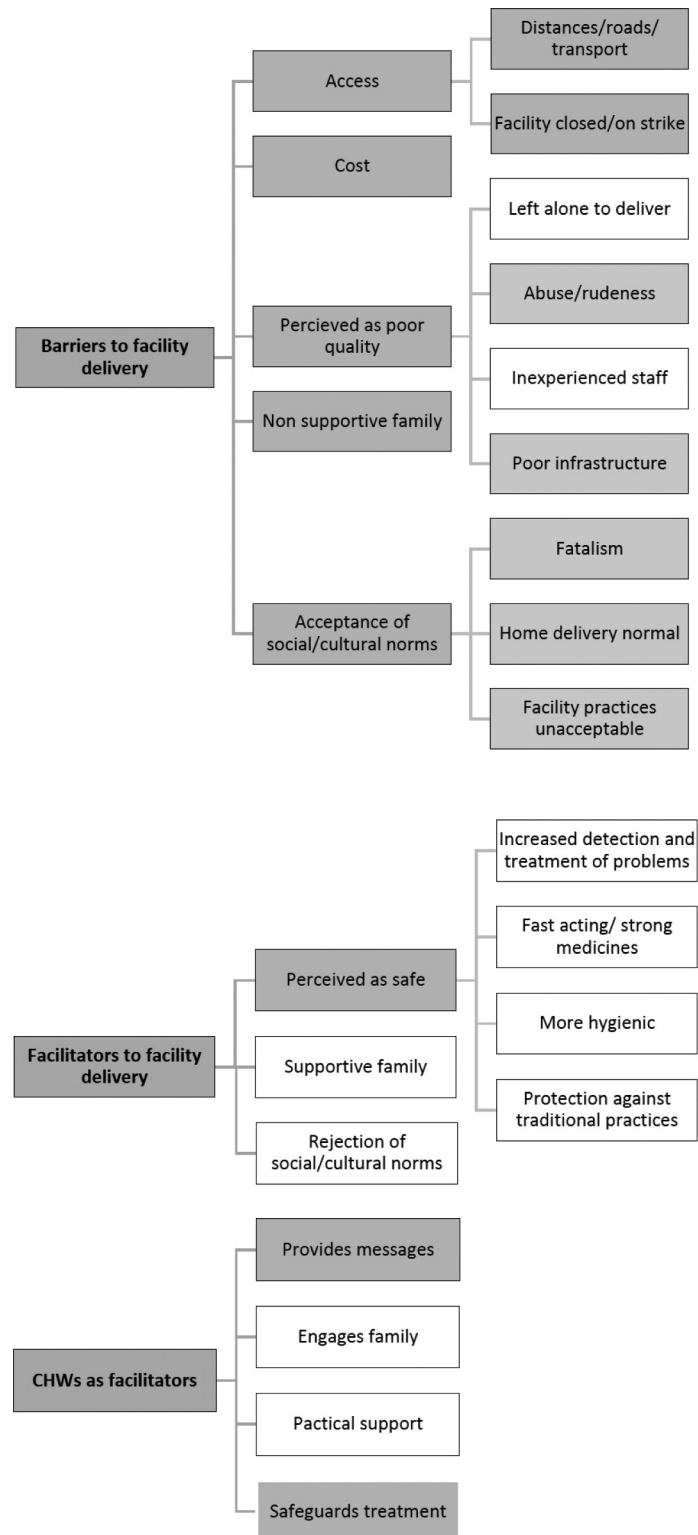 Barriers to facility
delivery
Access
Distances/roads/
transport
Facility closed/on strike
Cost
Percieved as poor
quality
Left alone to deliver
Abuse/rudeness
Inexperienced staff
Poor infrastructure
Non supportive family
Acceptance of
social/cultural norms
Fatalism
Home delivery normal
Facility practices
unacceptable
Facilitators to facility
delivery
Perceived as safe
Increased detection and
treatment of problems
Fast acting/ strong
medicines
More hygienic
Protection against
traditional practices
Supportive family
Rejection of
social/cultural norms
CHWs as facilitators
Provides messages
Engages family
Pactical support
Safeguards treatment